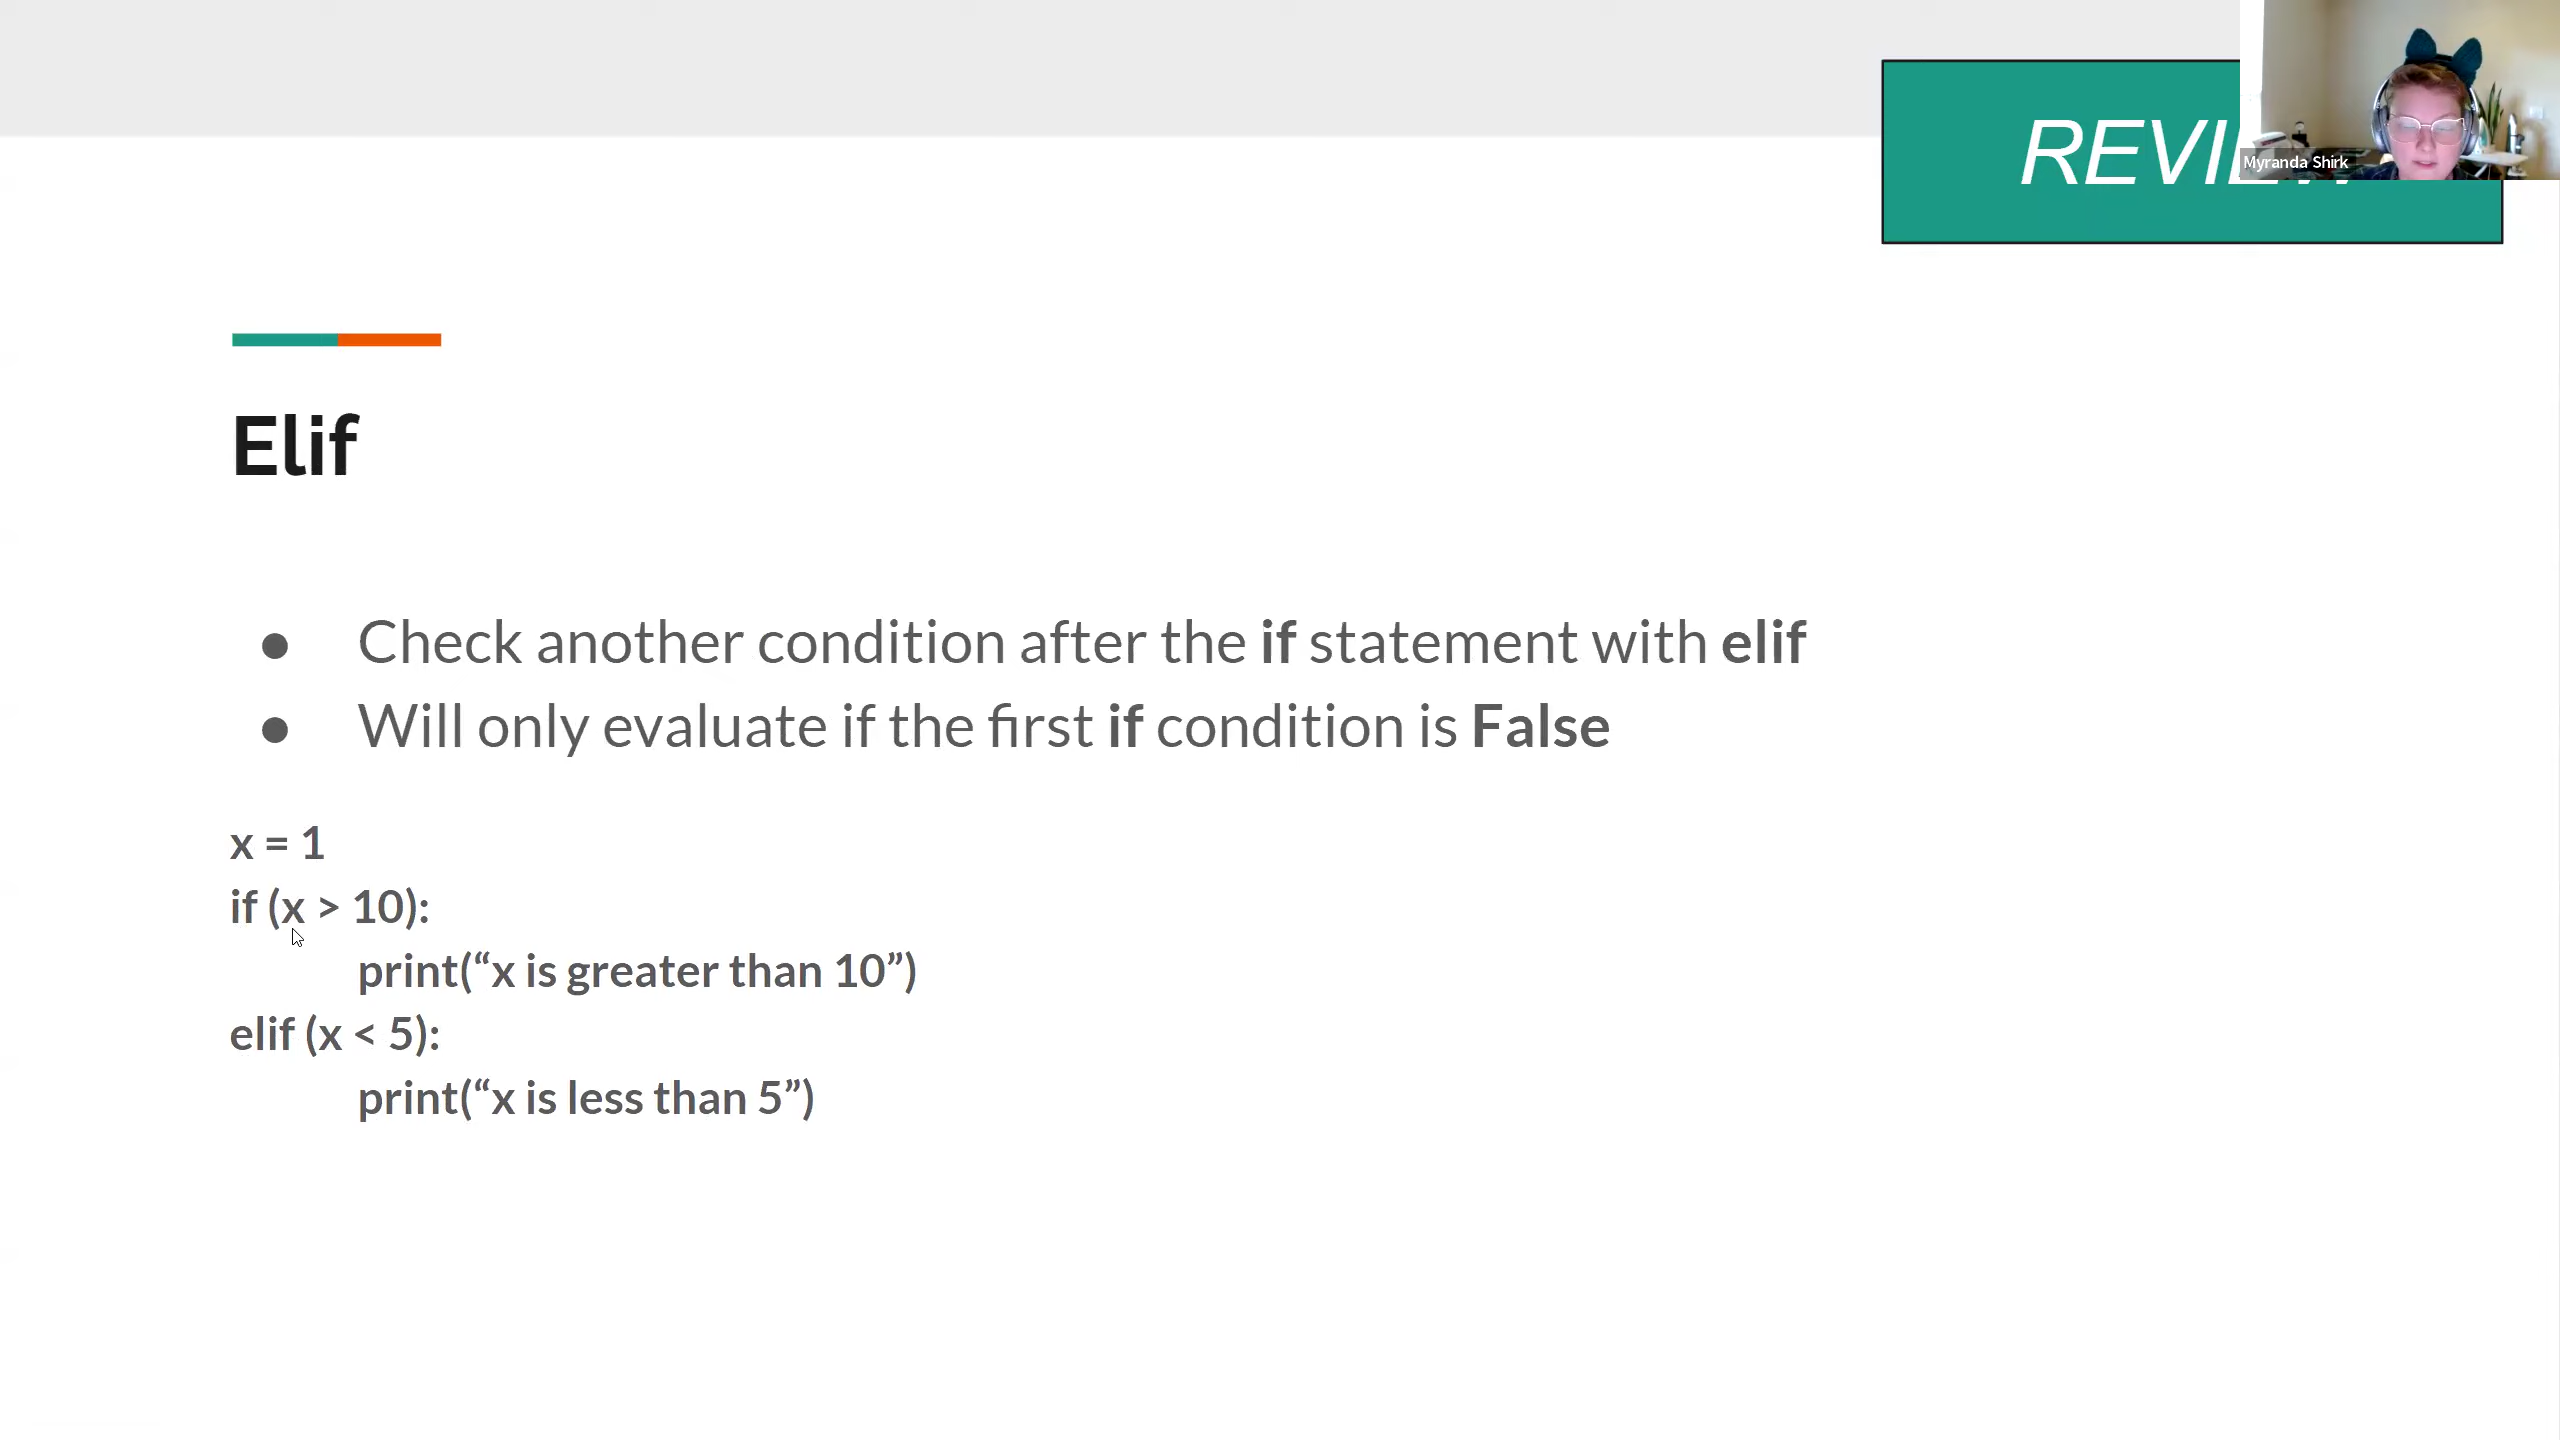 REVIEW
Myranda Shirk
Elif
● Check another condition after the if statement with elif
● Will only evaluate if the first if condition is False
x = 1
if (x > 10):
print(“x is greater than 10”)
elif (x < 5):
print(“x is less than 5”)